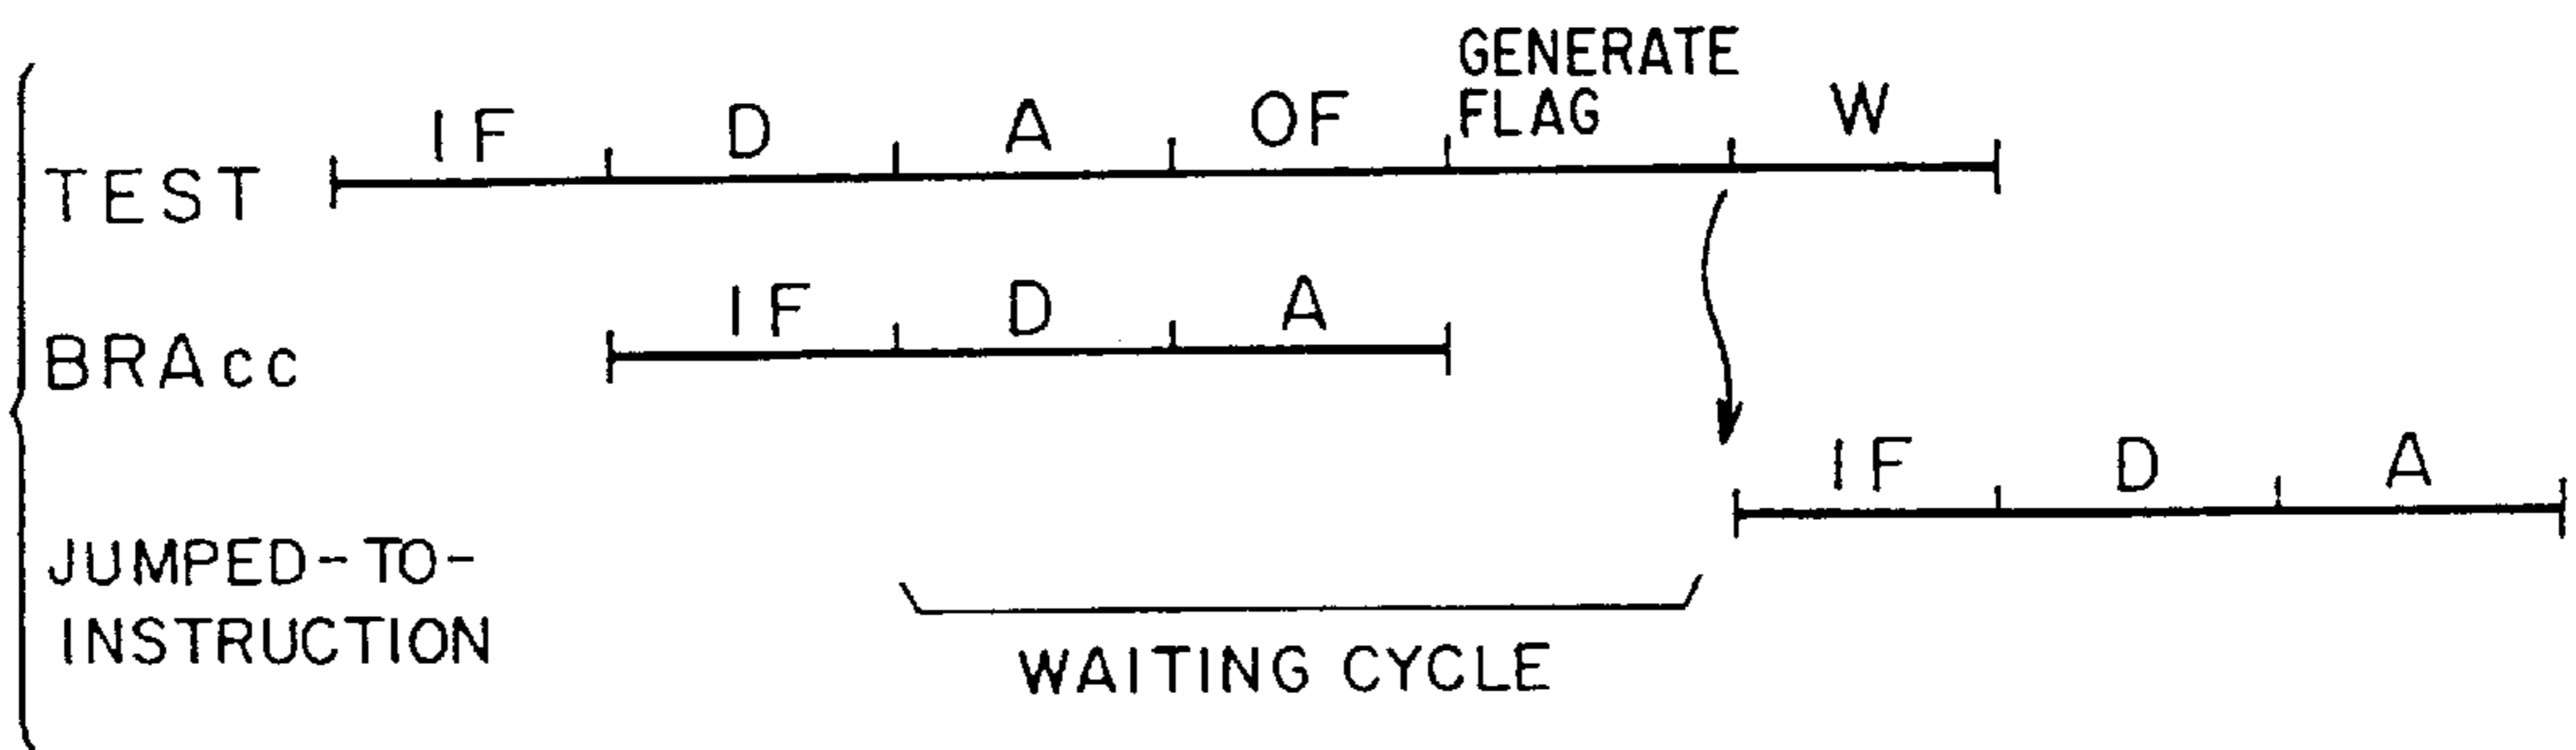 GENERATE
IF D A OF FLAG W
TEST
IF D A
BRAcc
IF D A
JUMPED-TO-
INSTRUCTION
WAITING CYCLE